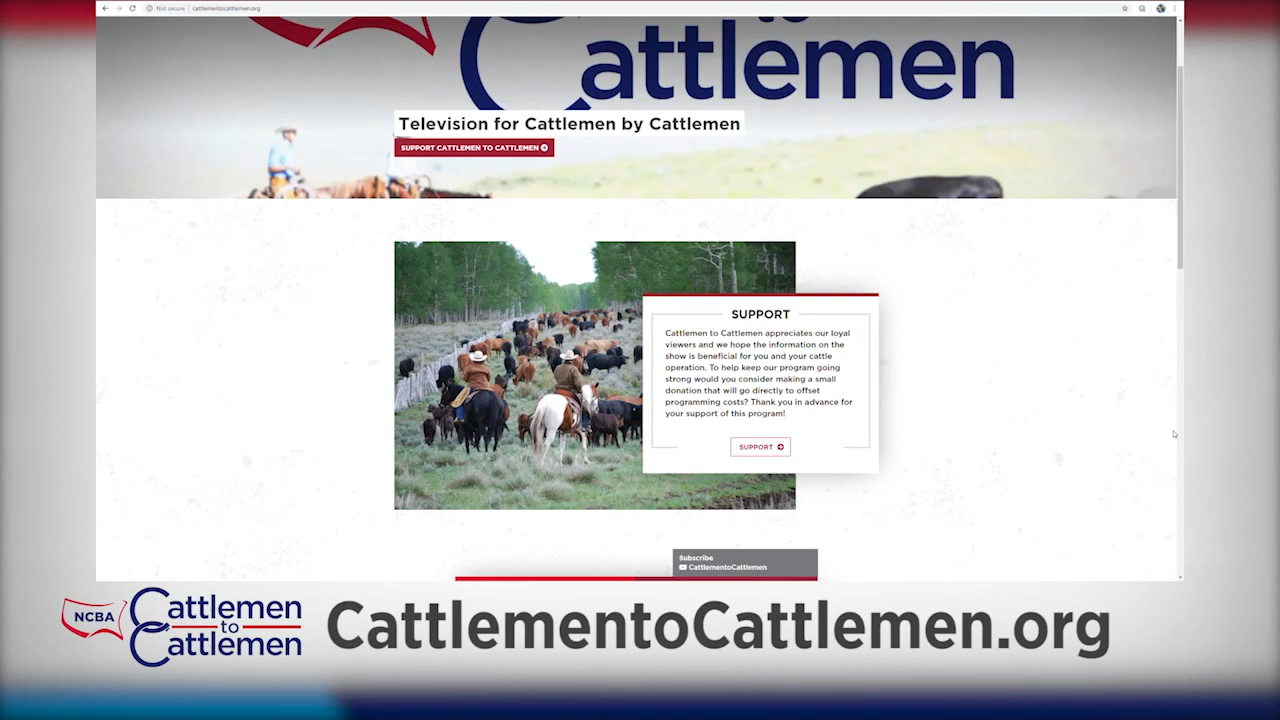 Not secure | cattlementocattlemen.org
to
Cattlemen
Television for Cattlemen by Cattlemen
SUPPORT CATTLEMEN TO CATTLEMEN
SUPPORT
Cattlemen to Cattlemen appreciates our loyal
viewers and we hope the information on the
show is beneficial for you and your cattle
operation. To help keep our program going
strong would you consider making a small
donation that will go directly to offset
programming costs? Thank you in advance for
your support of this program!
SUPPORT
Subscribe
CattlementoCattlemen
NCBA
Cattlemen
to
Cattlemen
CattlementoCattlemen.org